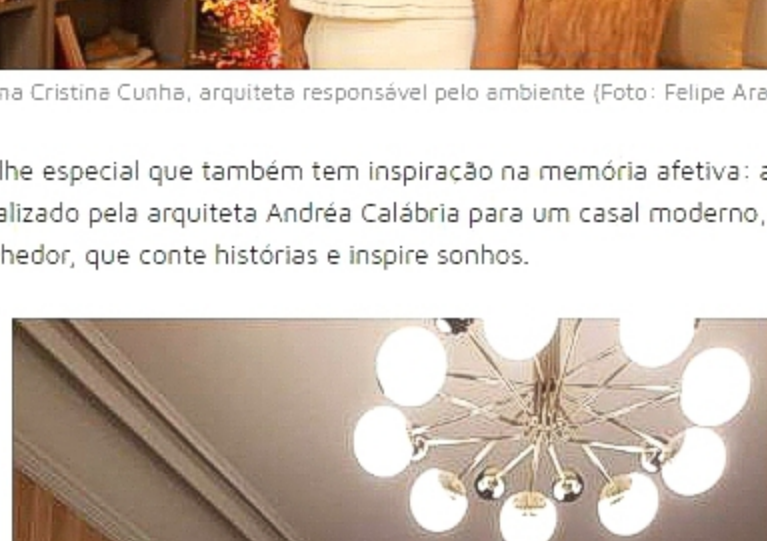 na Cristina Cunha, arquiteta responsável pelo ambiente (Foto: Felipe Ara
lhe especial que também tem inspiração na memória afetiva: a
alizado pela arquiteta Andréa Calábria para um casal moderno,
hedor, que conte histórias e inspire sonhos.